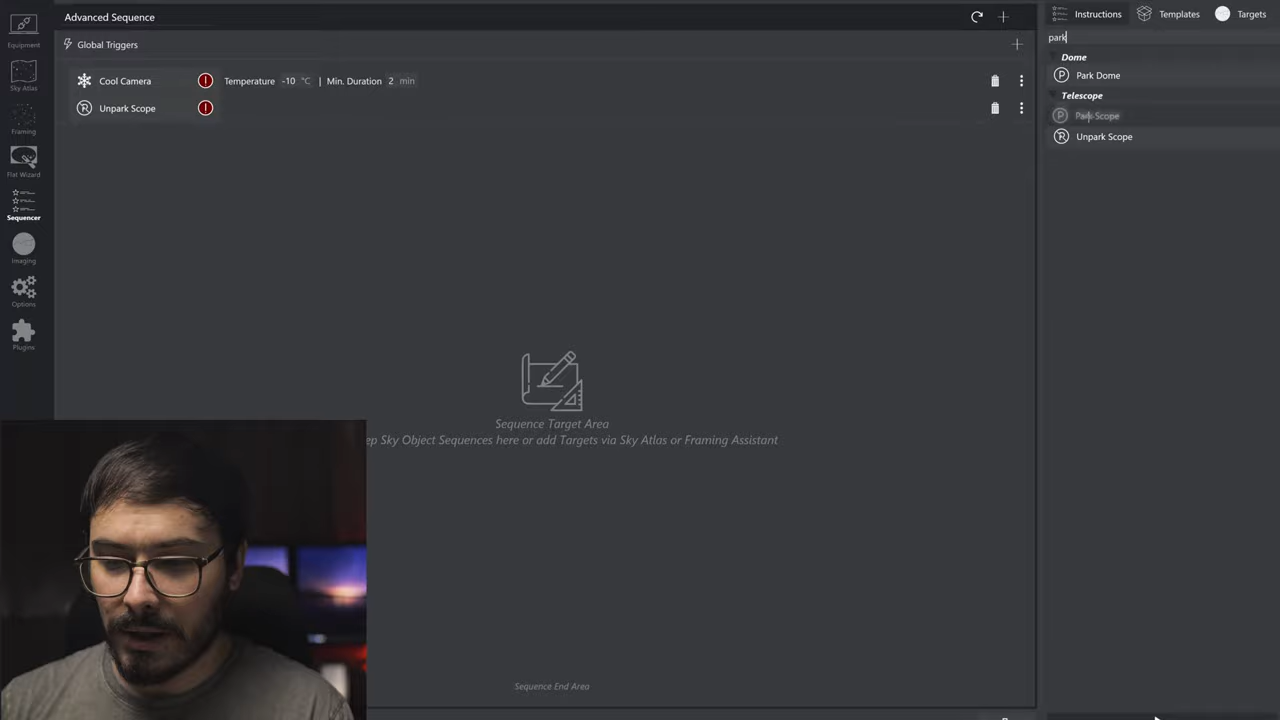 Advanced Sequence
Instructions
Templates
Targets
Equipment
Global Triggers
park
Dome
Cool Camera
Temperature -10 °C | Min. Duration 2 min
Park Dome
Sky Atlas
Telescope
Unpark Scope
Park Scope
Framing
Unpark Scope
Flat Wizard
Sequencer
Imaging
Options
Plugins
Sequence Target Area
ep Sky Object Sequences here or add Targets via Sky Atlas or Framing Assistant
Sequence End Area